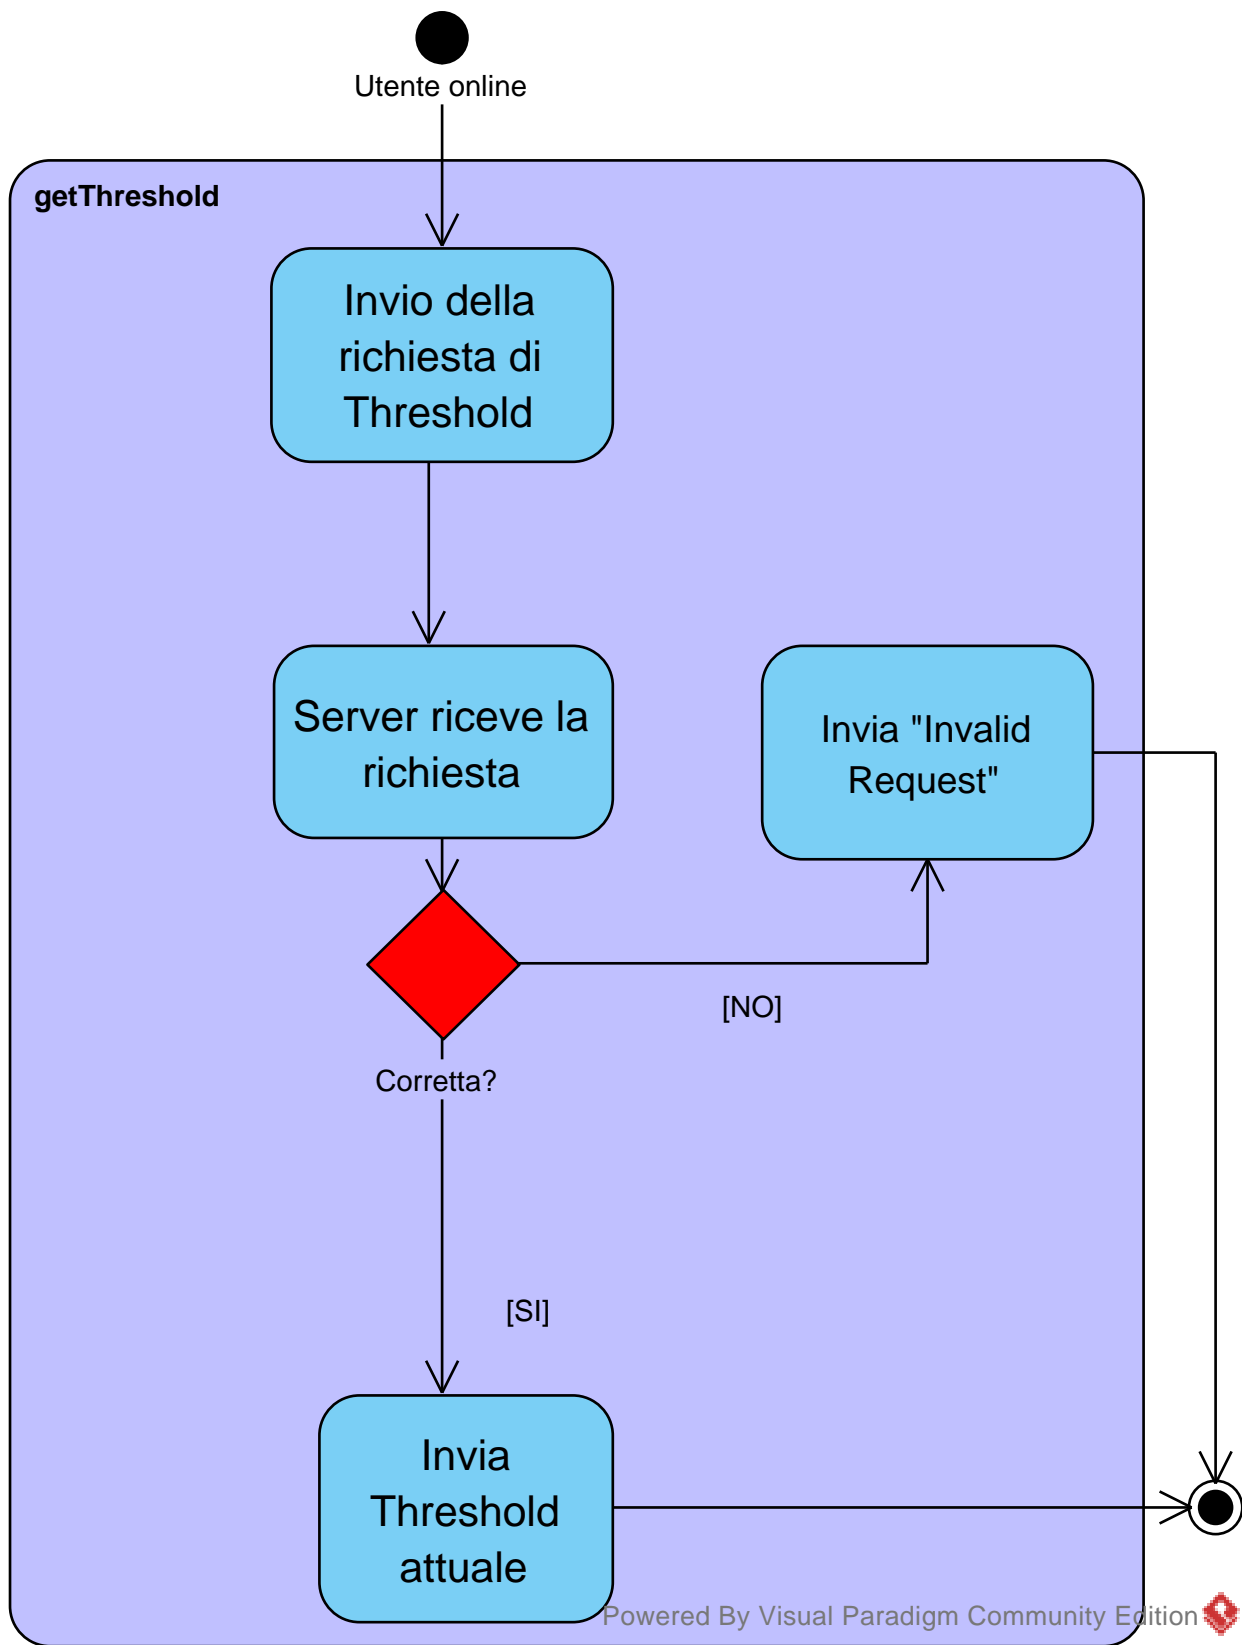 Utente online
getThreshold
Invio della
richiesta di
Threshold
Server riceve la
richiesta
Invia "Invalid
Request"
[NO]
Corretta?
[SI]
Invia
Threshold
attuale
Powered By Visual Paradigm Community Edition